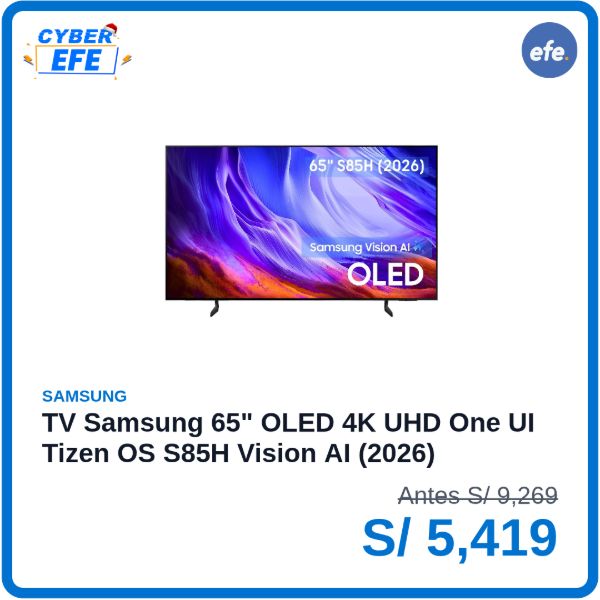 CYBER
EFE
efe.
65" S85H (2026)
Samsung Vision AI
OLED
SAMSUNG
TV Samsung 65" OLED 4K UHD One UI
Tizen OS S85H Vision AI (2026)
Antes S/ 9,269
S/ 5,419